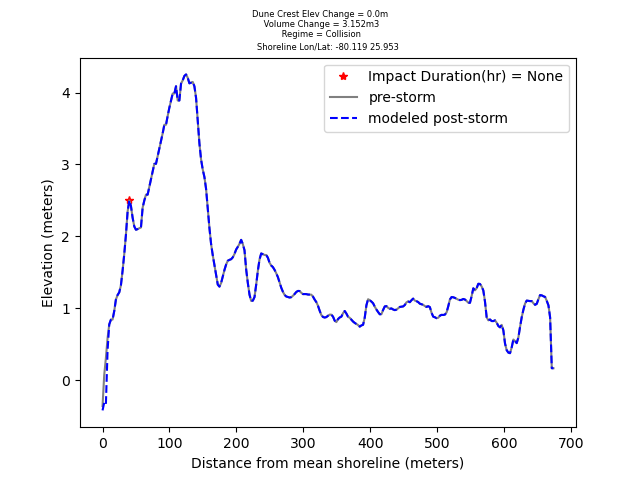 Dune Crest Elev Change = 0.0m
Volume Change = 3.152m3
Regime = Collision
Shoreline Lon/Lat: -80.119 25.953
Impact Duration(hr) = None
pre-storm
modeled post-storm
Elevation (meters)
4
3
2
1
0
0 100 200 300 400 500 600 700
Distance from mean shoreline (meters)